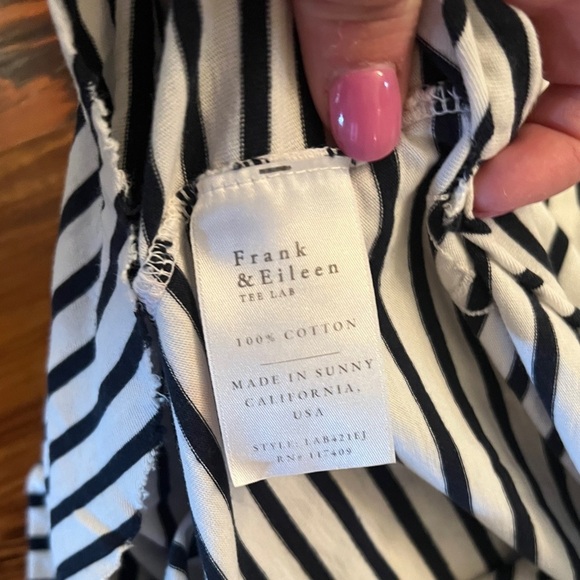 Frank
& Eileen
TEE LAB
100% COTTON
MADE IN SUNNY
CALIFORNIA,
USA
STYLE: LAB421EJ
RN# 117409